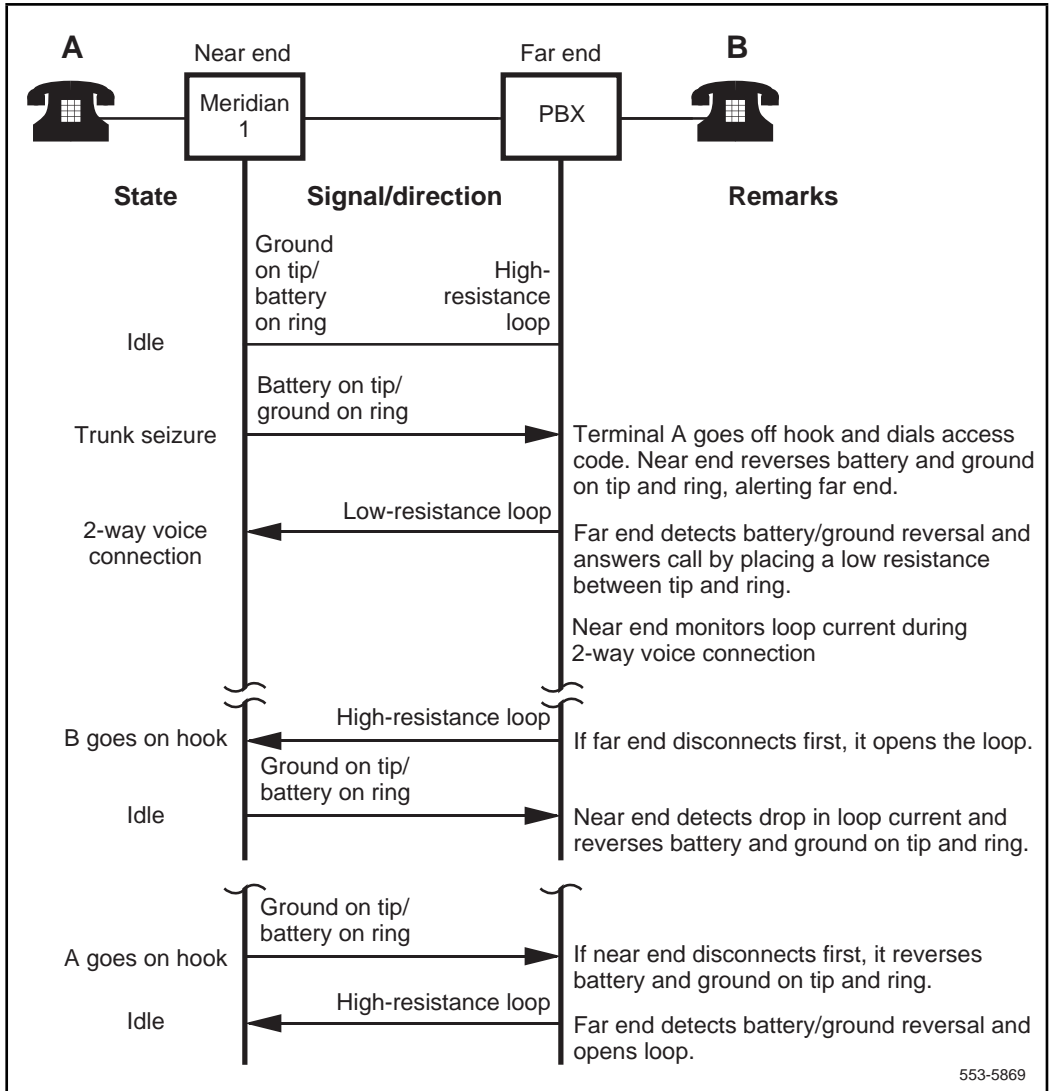 A
Near end
Far end
B
Meridian
1
PBX
State
Signal/direction
Remarks
Ground
on tip/
battery
on ring
High-
resistance
loop
Idle
Battery on tip/
ground on ring
Trunk seizure
Terminal A goes off hook and dials access
code. Near end reverses battery and ground
on tip and ring, alerting far end.
Low-resistance loop
2-way voice
connection
Far end detects battery/ground reversal and
answers call by placing a low resistance
between tip and ring.
Near end monitors loop current during
2-way voice connection
High-resistance loop
B goes on hook
If far end disconnects first, it opens the loop.
Ground on tip/
battery on ring
Idle
Near end detects drop in loop current and
reverses battery and ground on tip and ring.
Ground on tip/
battery on ring
A goes on hook
If near end disconnects first, it reverses
battery and ground on tip and ring.
High-resistance loop
Idle
Far end detects battery/ground reversal and
opens loop.
553-5869